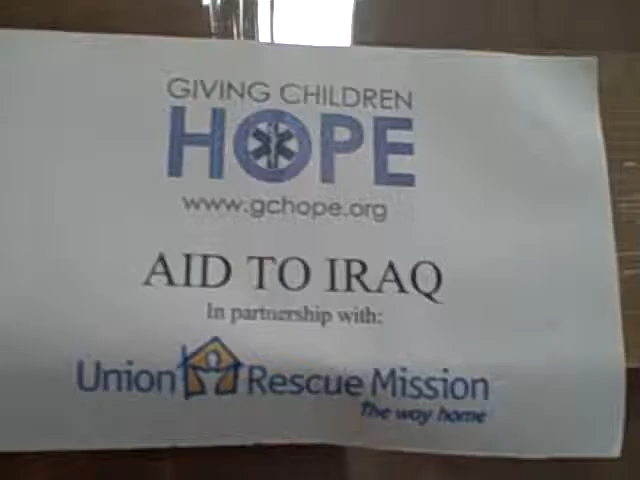 GIVING CHILDREN
HOPE
www.gchope.org
AID TO IRAQ
In partnership with:
Union Rescue Mission
The way home